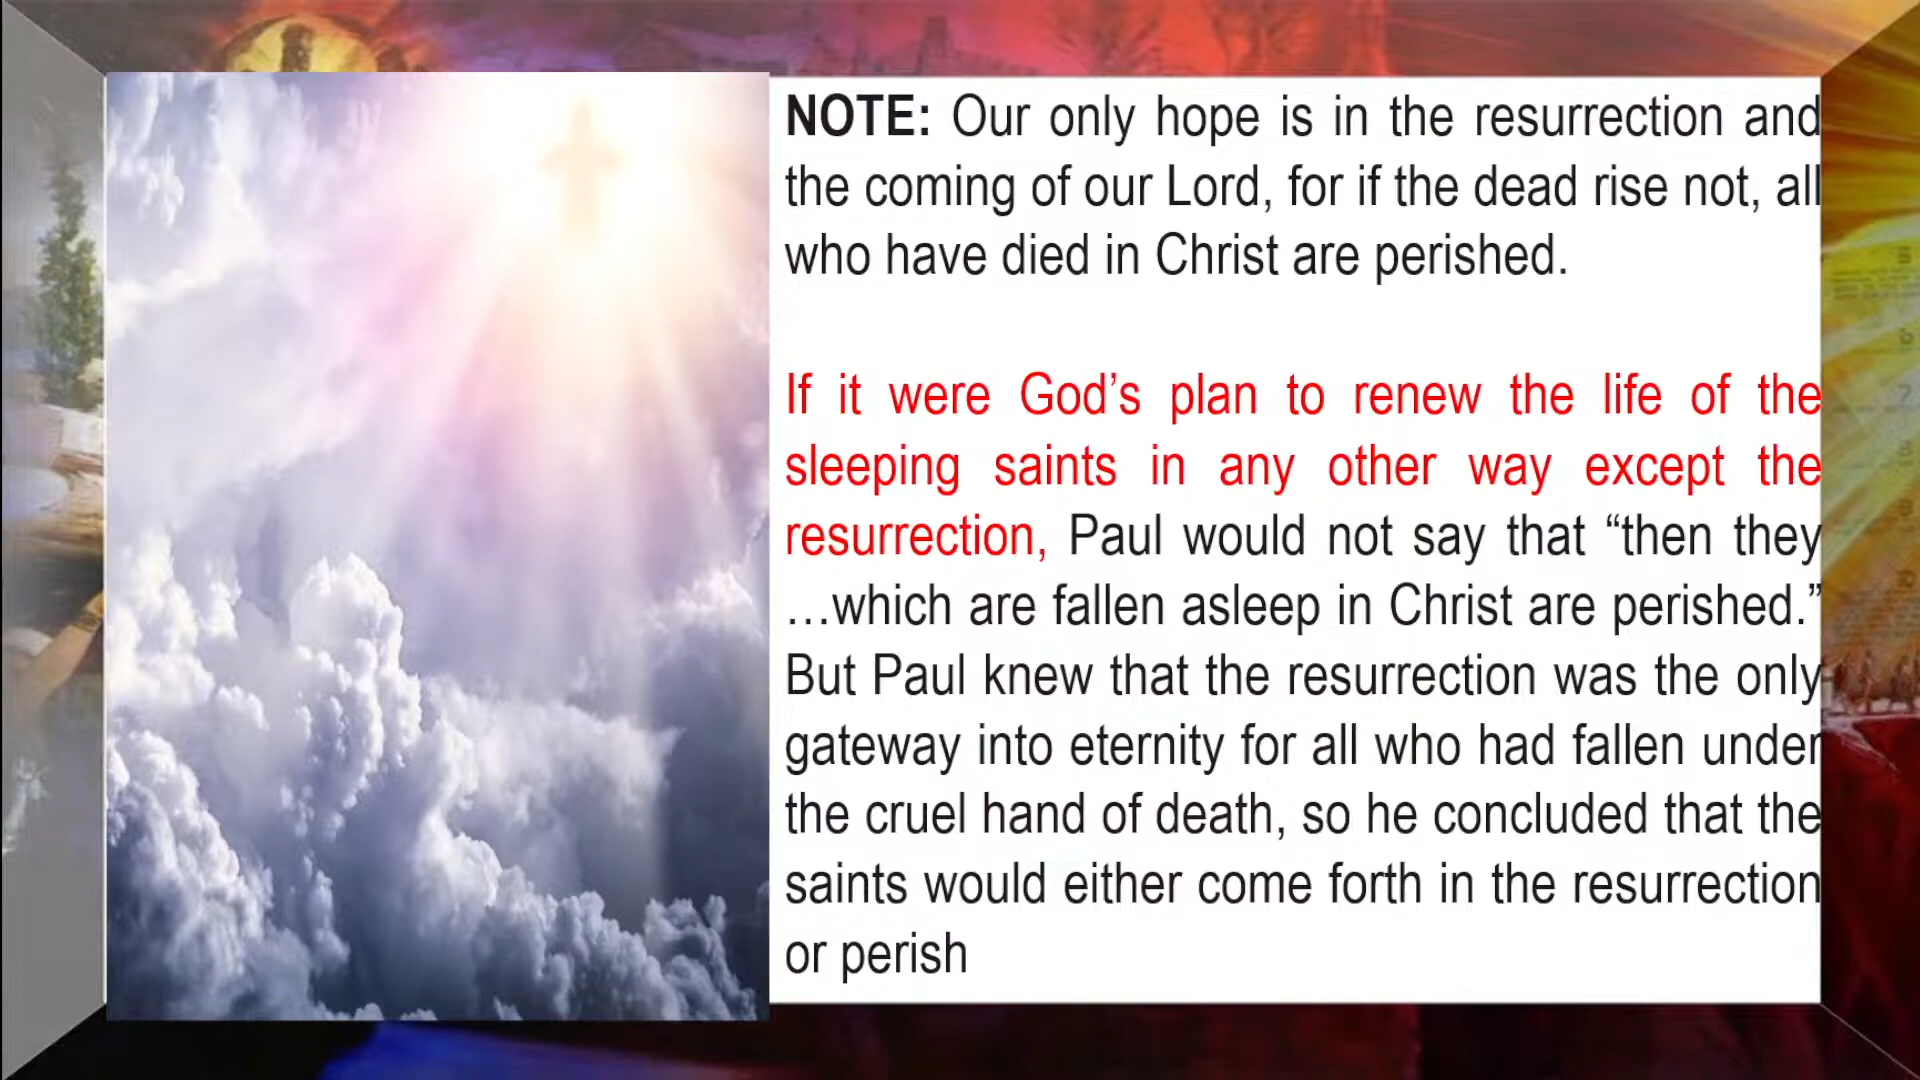 NOTE: Our only hope is in the resurrection and
the coming of our Lord, for if the dead rise not, all
who have died in Christ are perished.
If it were God’s plan to renew the life of the
sleeping saints in any other way except the
resurrection, Paul would not say that “then they
…which are fallen asleep in Christ are perished.”
But Paul knew that the resurrection was the only
gateway into eternity for all who had fallen under
the cruel hand of death, so he concluded that the
saints would either come forth in the resurrection
or perish